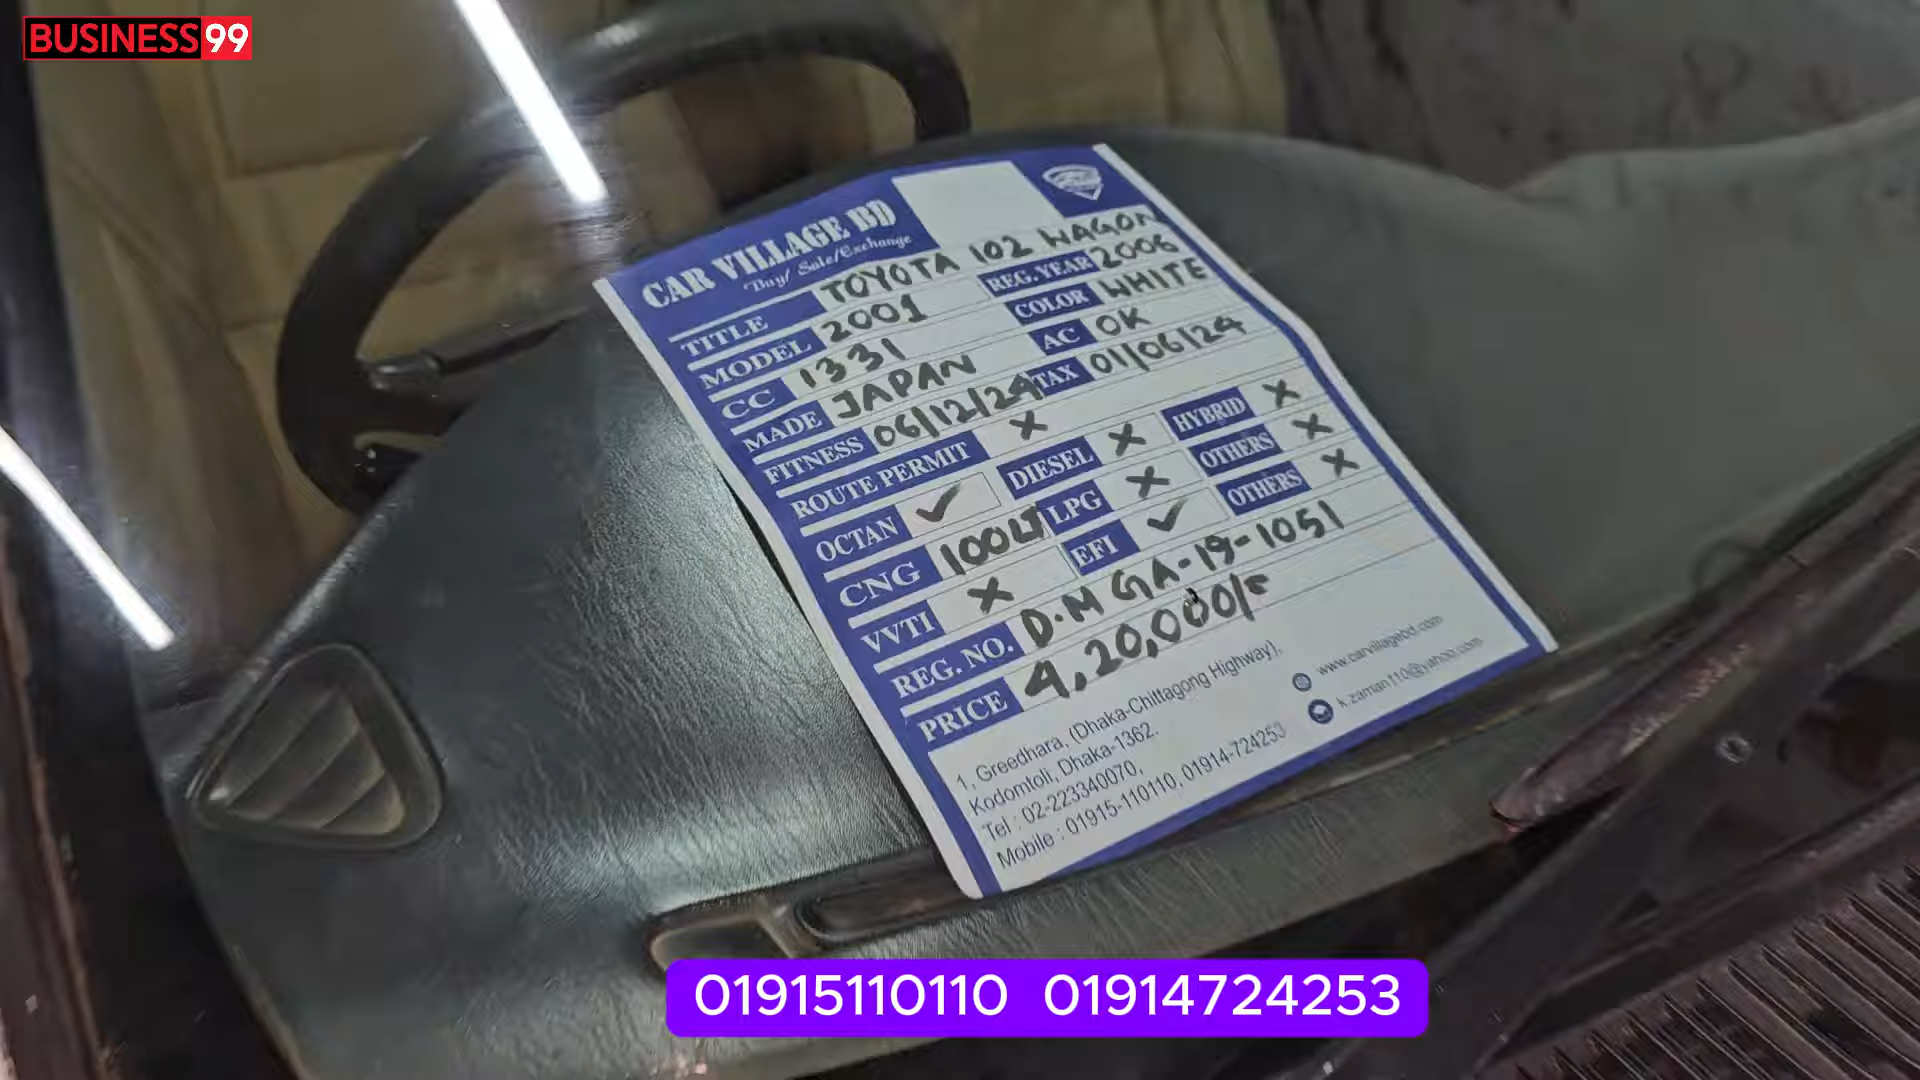 BUSINESS99
CAR VILLAGE BD
Buy/ Sale/Exchange
TITLE TOYOTA 102 WAGON
MODEL 2001 REG. YEAR 2006
CC 1331 COLOR WHITE
MADE JAPAN AC OK
FITNESS 06/12/24 TAX 01/06/24
ROUTE PERMIT X
OCTAN ✓ DIESEL X HYBRID X
CNG 100LT LPG X OTHERS X
VVTI X EFI ✓ OTHERS X
REG. NO. D.M GA-19-1051
PRICE 4,20,000/=
1, Greedhara, (Dhaka-Chittagong Highway),
Kodomtoli, Dhaka-1362.
Tel : 02-223340070,
Mobile : 01915-110110, 01914-724253
www.carvillagebd.com
k.zaman110@yahoo.com
01915110110 01914724253